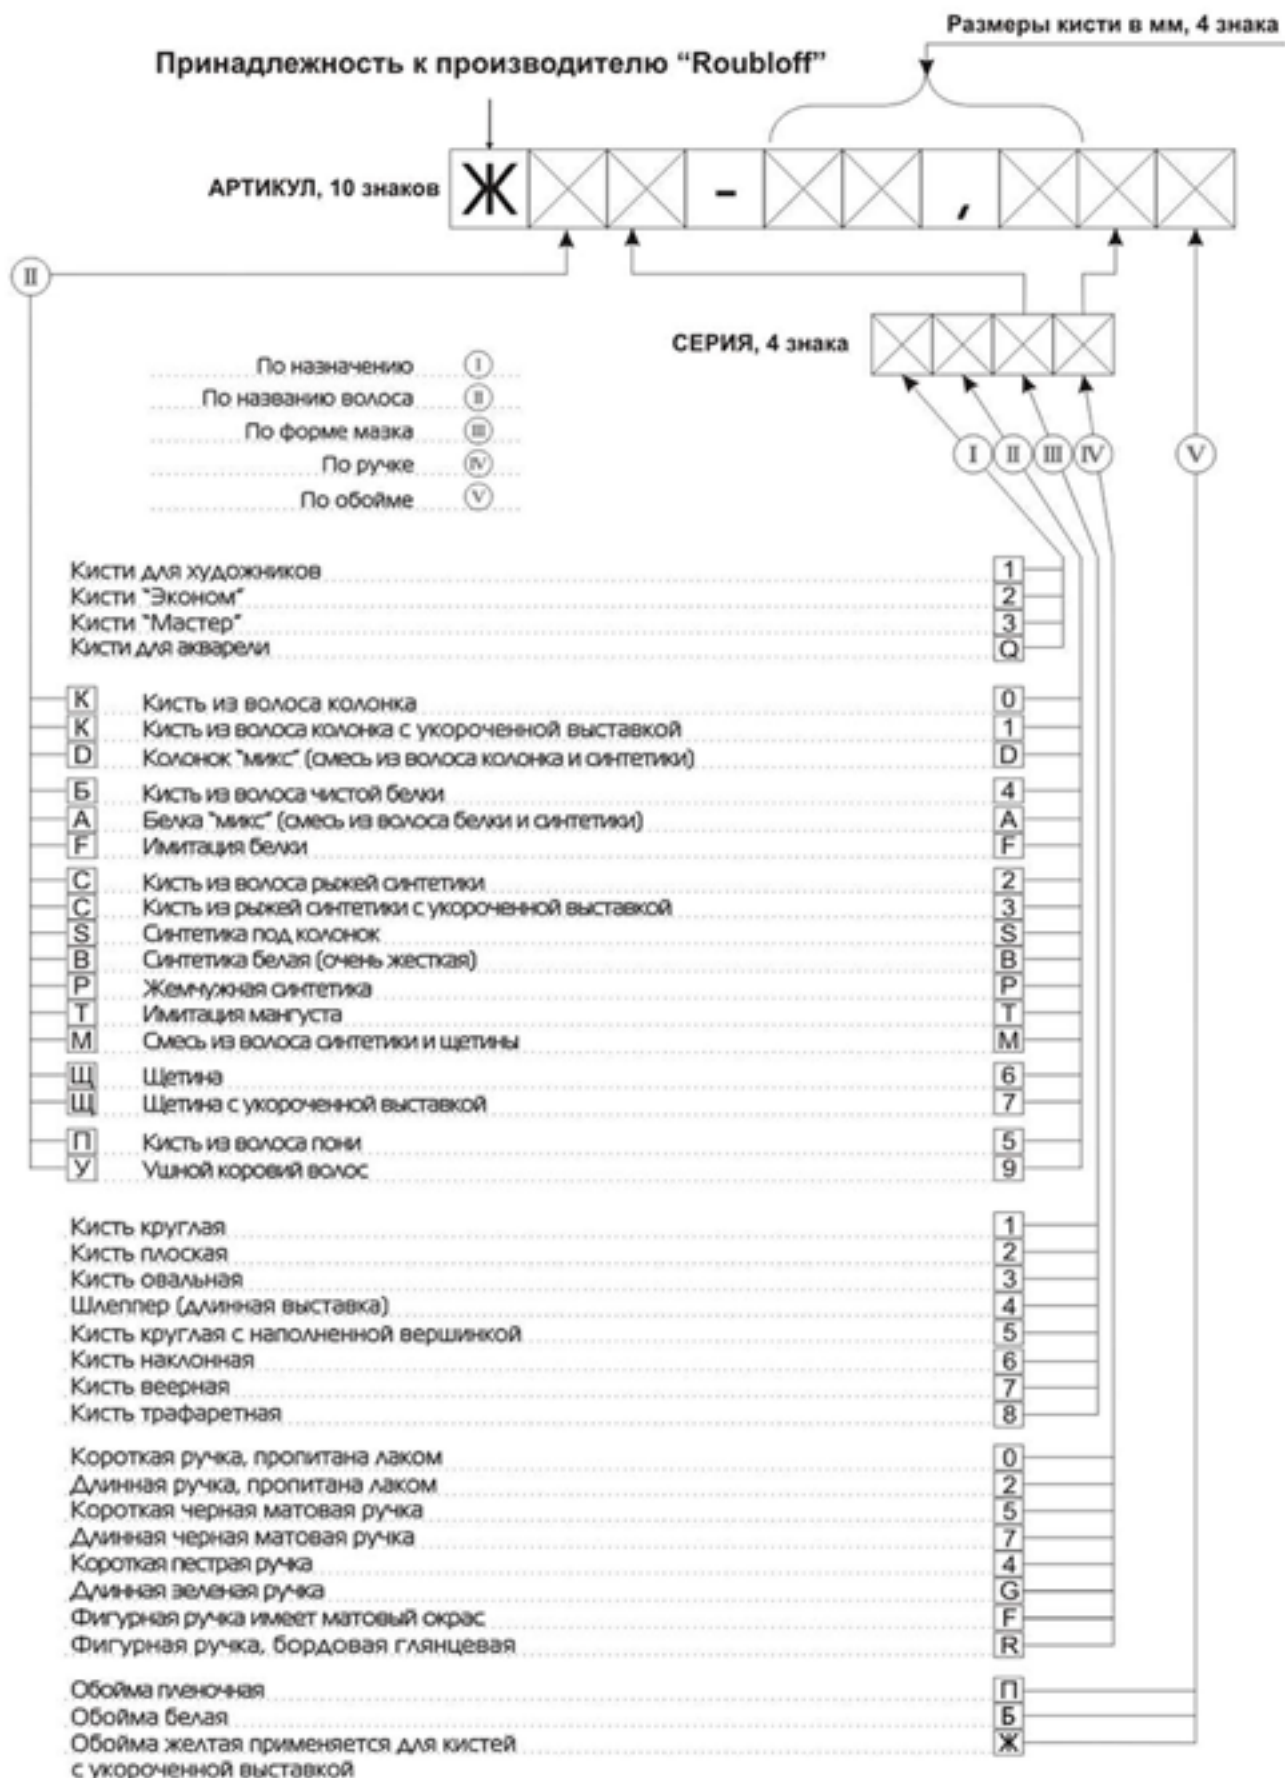 Размеры кисти в мм, 4 знака
Принадлежность к производителю “Roubloff”
АРТИКУЛ, 10 знаков Ж - ,
II
СЕРИЯ, 4 знака
По назначению I
По названию волоса II
По форме мазка III
По ручке IV
По обойме V
I II III IV V
Кисти для художников 1
Кисти "Эконом" 2
Кисти "Мастер" 3
Кисти для акварели Q
К Кисть из волоса колонка 0
К Кисть из волоса колонка с укороченной выставкой 1
D Колонок "микс" (смесь из волоса колонка и синтетики) D
Б Кисть из волоса чистой белки 4
А Белка "микс" (смесь из волоса белки и синтетики) A
F Имитация белки F
С Кисть из волоса рыжей синтетики 2
С Кисть из рыжей синтетики с укороченной выставкой 3
S Синтетика под колонок S
B Синтетика белая (очень жесткая) B
P Жемчужная синтетика P
T Имитация мангуста T
M Смесь из волоса синтетики и щетины M
Щ Щетина 6
Щ Щетина с укороченной выставкой 7
П Кисть из волоса пони 5
У Ушной коровий волос 9
Кисть круглая 1
Кисть плоская 2
Кисть овальная 3
Шлеппер (длинная выставка) 4
Кисть круглая с наполненной вершинкой 5
Кисть наклонная 6
Кисть веерная 7
Кисть трафаретная 8
Короткая ручка, пропитана лаком 0
Длинная ручка, пропитана лаком 2
Короткая черная матовая ручка 5
Длинная черная матовая ручка 7
Короткая пестрая ручка 4
Длинная зеленая ручка G
Фигурная ручка имеет матовый окрас F
Фигурная ручка, бордовая глянцевая R
Обойма пленочная П
Обойма белая Б
Обойма желтая применяется для кистей Ж
с укороченной выставкой